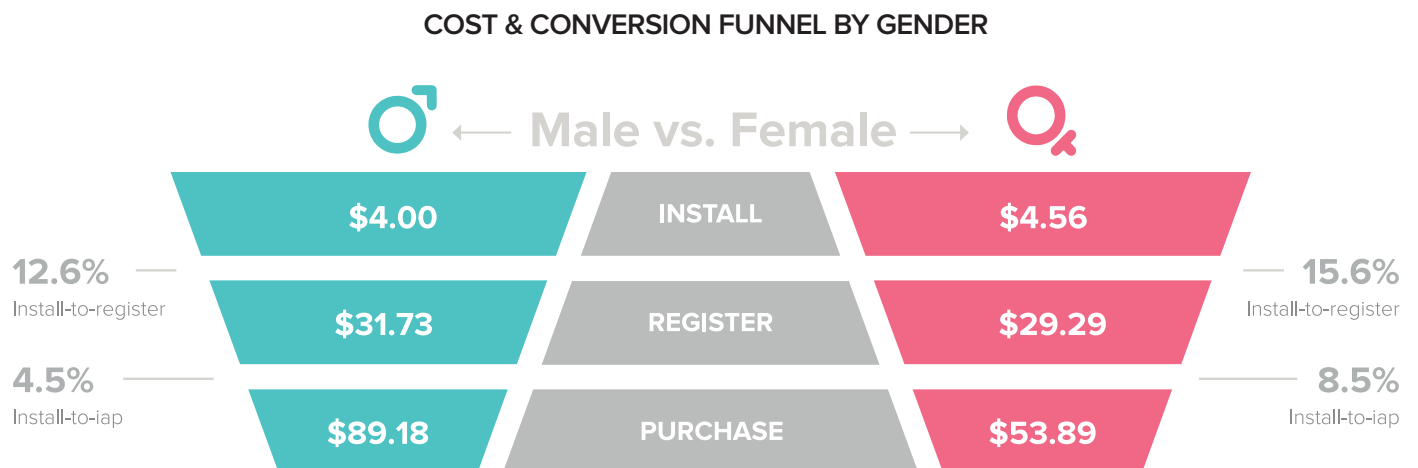 COST & CONVERSION FUNNEL BY GENDER
Male vs. Female
$4.00 INSTALL $4.56
12.6% 15.6%
Install-to-register Install-to-register
$31.73 REGISTER $29.29
4.5% 8.5%
Install-to-iap Install-to-iap
$89.18 PURCHASE $53.89